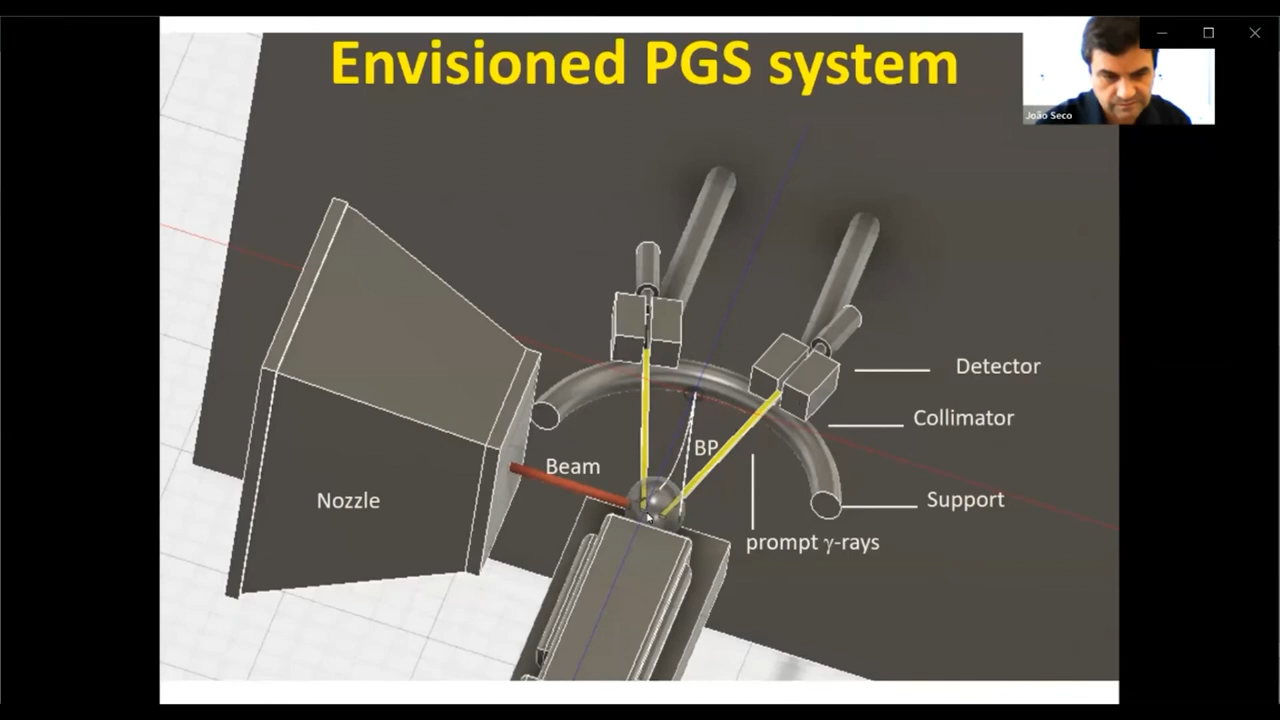 Envisioned PGS system
João Seco
Detector
Collimator
BP
Beam
Nozzle
Support
prompt γ-rays